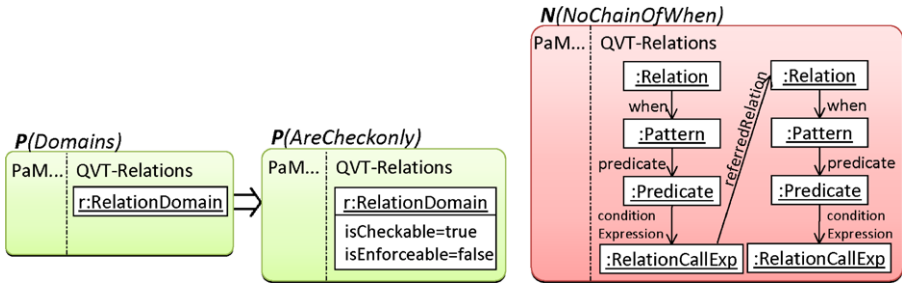 P(Domains)
PaM... QVT-Relations
r:RelationDomain
P(AreCheckonly)
PaM... QVT-Relations
r:RelationDomain
isCheckable=true
isEnforceable=false
N(NoChainOfWhen)
PaM... QVT-Relations
:Relation
when
:Pattern
predicate
:Predicate
condition
Expression
:RelationCallExp
referredRelation
:Relation
when
:Pattern
predicate
:Predicate
condition
Expression
:RelationCallExp